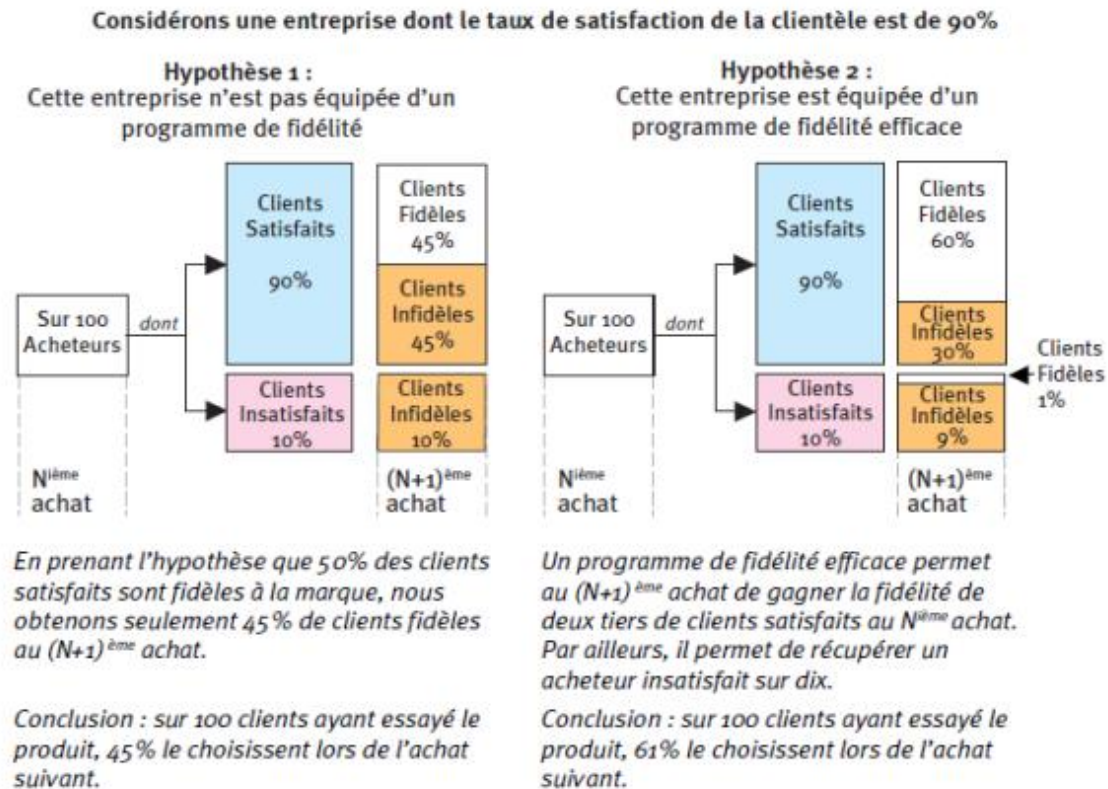 Considérons une entreprise dont le taux de satisfaction de la clientèle est de 90%
Hypothèse 1 :
Cette entreprise n'est pas équipée d'un
programme de fidélité
Clients
Satisfaits
90%
Clients
Fidèles
45%
Clients
Infidèles
45%
Sur 100
Acheteurs
dont
Clients
Insatisfaits
10%
Clients
Infidèles
10%
Nième
achat
(N+1)ème
achat
En prenant l'hypothèse que 50% des clients
satisfaits sont fidèles à la marque, nous
obtenons seulement 45% de clients fidèles
au (N+1) ème achat.
Conclusion : sur 100 clients ayant essayé le
produit, 45% le choisissent lors de l'achat
suivant.
Hypothèse 2 :
Cette entreprise est équipée d'un
programme de fidélité efficace
Clients
Satisfaits
90%
Clients
Fidèles
60%
Clients
Infidèles
30%
Sur 100
Acheteurs
dont
Clients
Fidèles
1%
Clients
Insatisfaits
10%
Clients
Infidèles
9%
Nième
achat
(N+1)ème
achat
Un programme de fidélité efficace permet
au (N+1) ème achat de gagner la fidélité de
deux tiers de clients satisfaits au Nième achat.
Par ailleurs, il permet de récupérer un
acheteur insatisfait sur dix.
Conclusion : sur 100 clients ayant essayé le
produit, 61% le choisissent lors de l'achat
suivant.